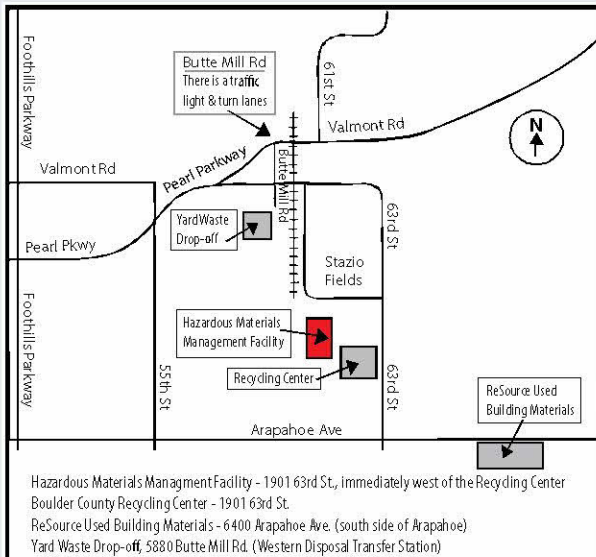 Foothills Parkway
Butte Mill Rd
There is a traffic
light & turn lanes
61st St
Valmont Rd
N
Valmont Rd
Pearl Parkway
Butte Mill Rd
63rd St
Yard Waste
Drop-off
Pearl Pkwy
Stazio
Fields
Foothills Parkway
Hazardous Materials
Management Facility
55th St
Recycling Center
63rd St
ReSource Used
Building Materials
Arapahoe Ave
Hazardous Materials Managment Facility - 1901 63rd St., immediately west of the Recycling Center
Boulder County Recycling Center - 1901 63rd St.
ReSource Used Building Materials - 6400 Arapahoe Ave. (south side of Arapahoe)
Yard Waste Drop-off, 5880 Butte Mill Rd. (Western Disposal Transfer Station)